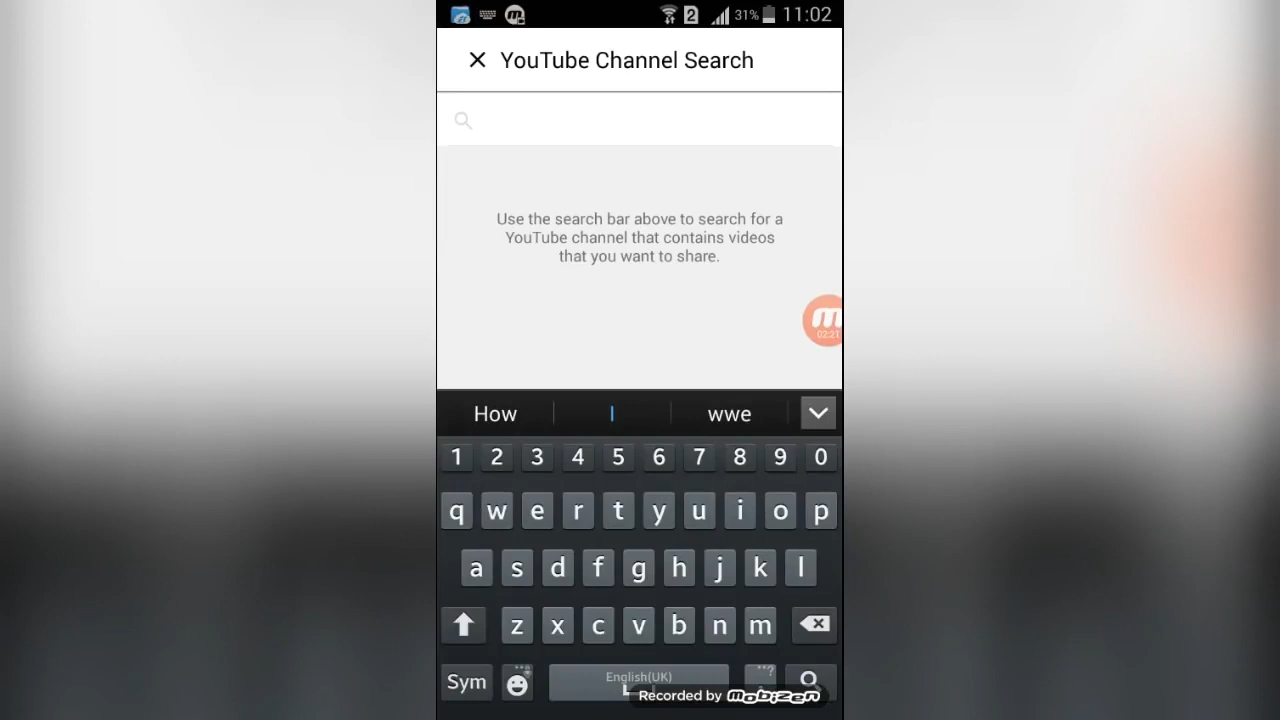 2 31% 11:02
YouTube Channel Search
Use the search bar above to search for a
YouTube channel that contains videos
that you want to share.
02:21
How I wwe
1 2 3 4 5 6 7 8 9 0
q w e r t y u i o p
a s d f g h j k l
z x c v b n m
Sym English(UK)
Recorded by mobizen